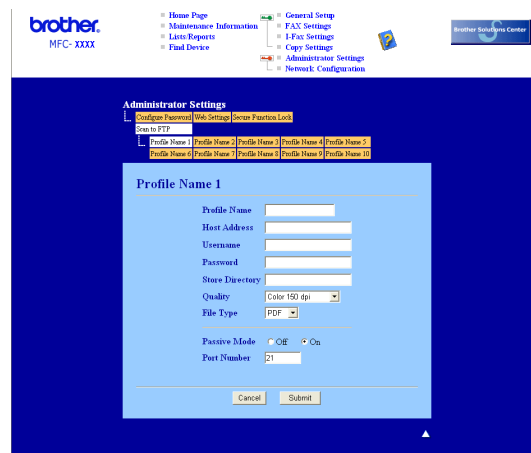 brother.
MFC- XXXX
Home Page
Maintenance Information
Lists/Reports
Find Device
General Setup
FAX Settings
I-Fax Settings
Copy Settings
Administrator Settings
Network Configuration
Brother Solutions Center
Administrator Settings
Configure Password Web Settings Secure Function Lock
Scan to FTP
Profile Name 1 Profile Name 2 Profile Name 3 Profile Name 4 Profile Name 5
Profile Name 6 Profile Name 7 Profile Name 8 Profile Name 9 Profile Name 10
Profile Name 1
Profile Name
Host Address
Username
Password
Store Directory
Quality Color 150 dpi
File Type PDF
Passive Mode Off On
Port Number 21
Cancel Submit